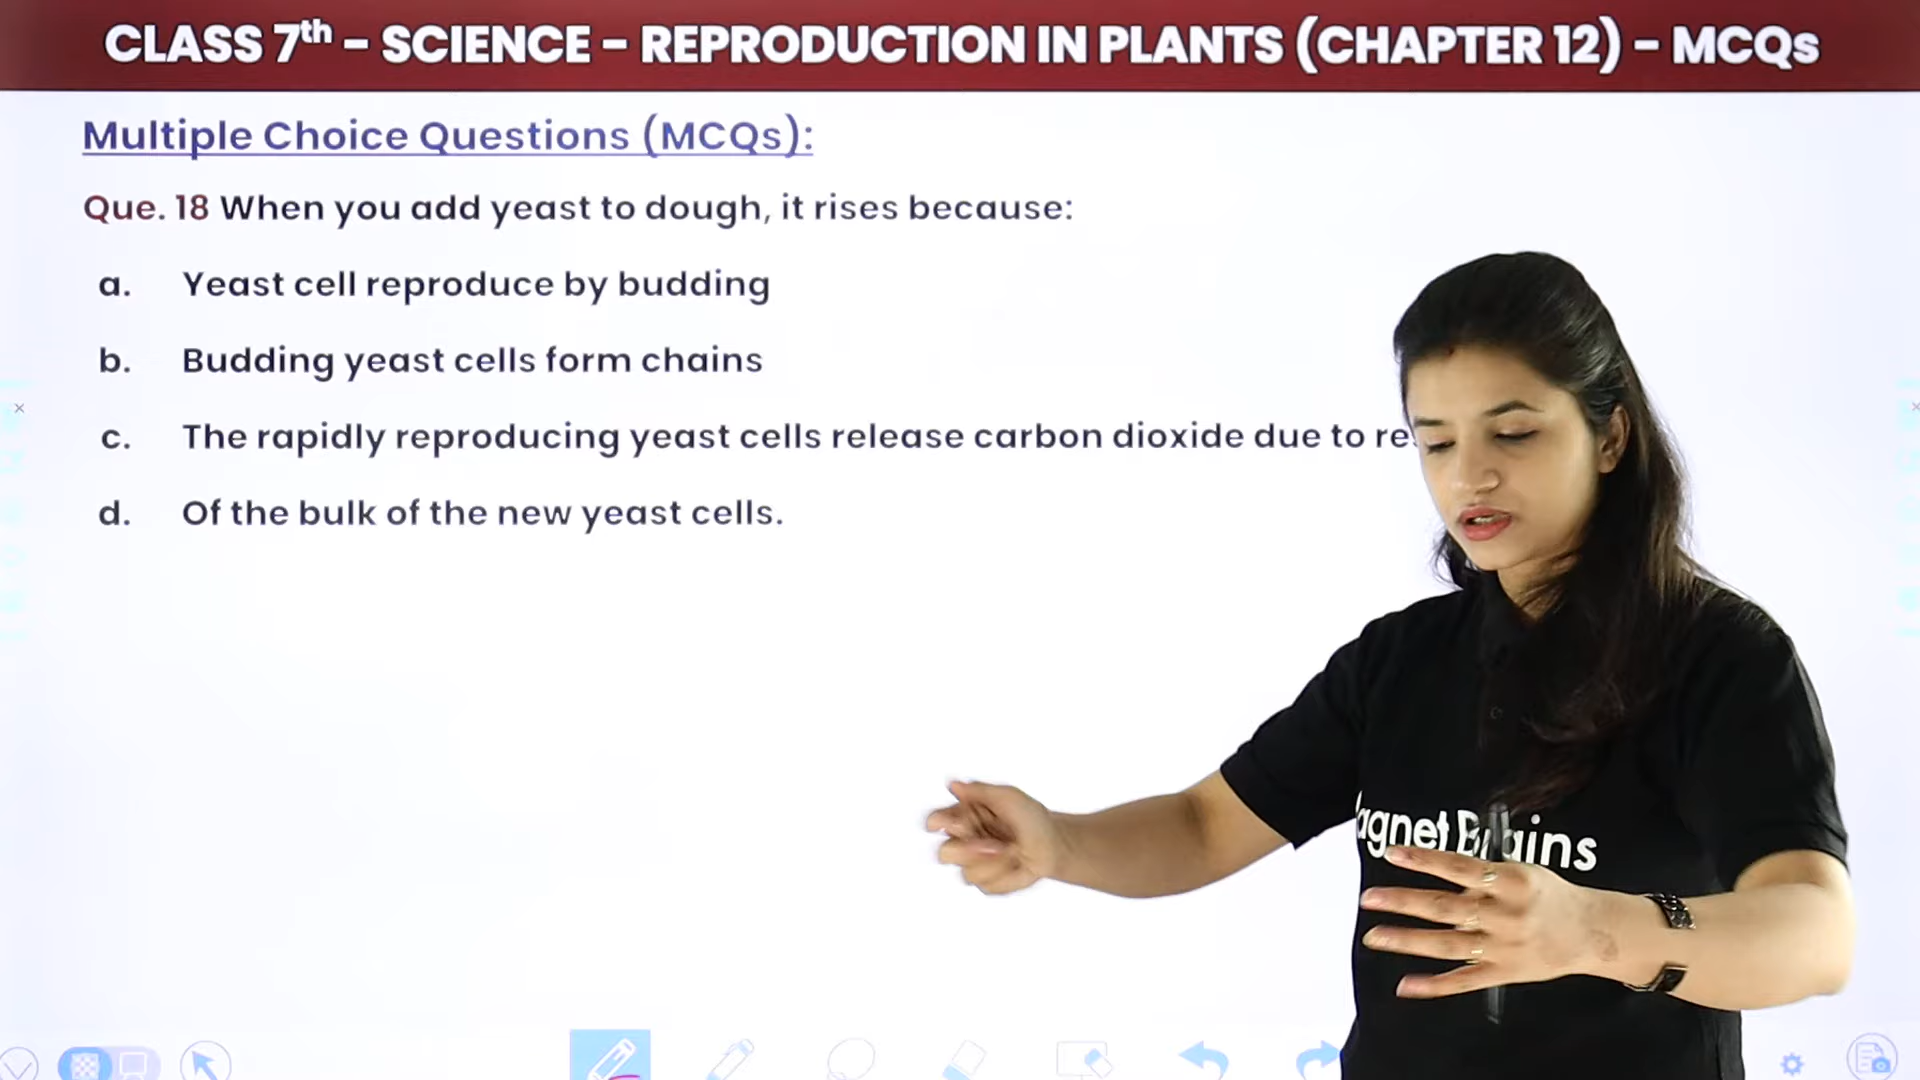 CLASS 7th - SCIENCE - REPRODUCTION IN PLANTS (CHAPTER 12) - MCQs
Multiple Choice Questions (MCQs):
Que. 18 When you add yeast to dough, it rises because:
a. Yeast cell reproduce by budding
b. Budding yeast cells form chains
c. The rapidly reproducing yeast cells release carbon dioxide due to
d. Of the bulk of the new yeast cells.
agnet Brains